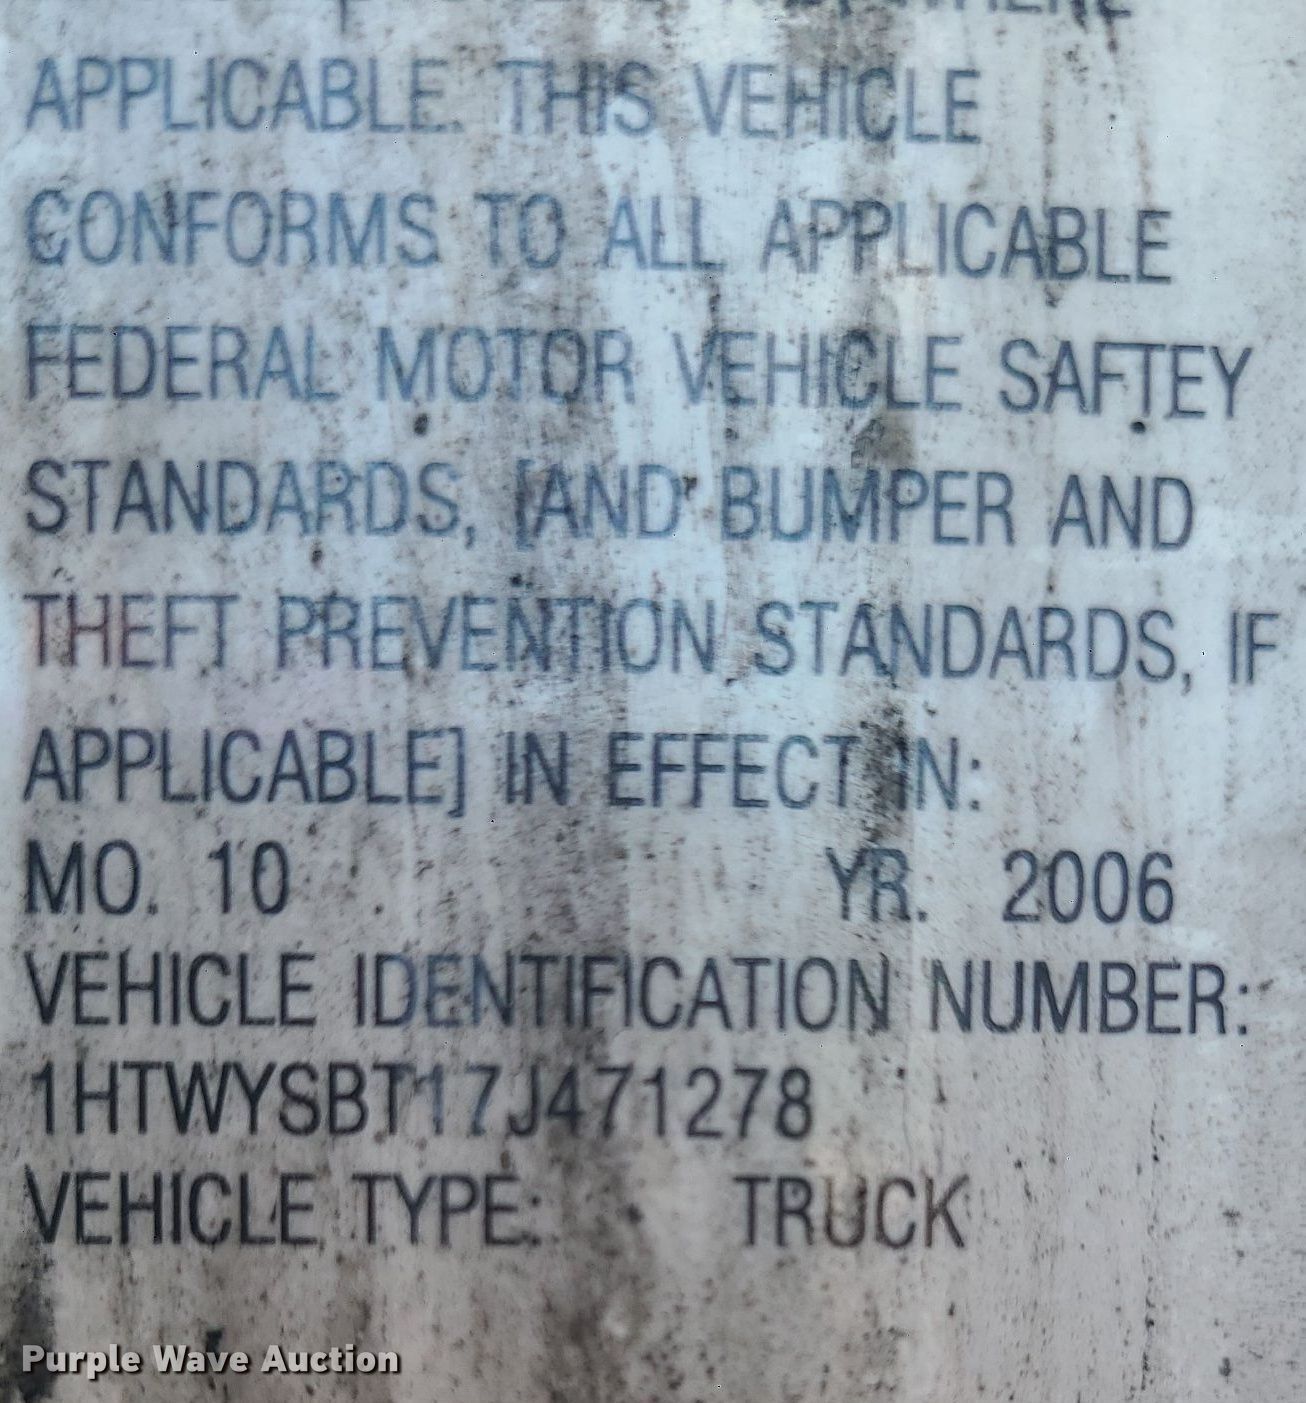 APPLICABLE. THIS VEHICLE
CONFORMS TO ALL APPLICABLE
FEDERAL MOTOR VEHICLE SAFTEY
STANDARDS, [AND BUMPER AND
THEFT PREVENTION STANDARDS, IF
APPLICABLE] IN EFFECT IN:
MO. 10 YR. 2006
VEHICLE IDENTIFICATION NUMBER:
1HTWYSBT17J471278
VEHICLE TYPE: TRUCK
Purple Wave Auction